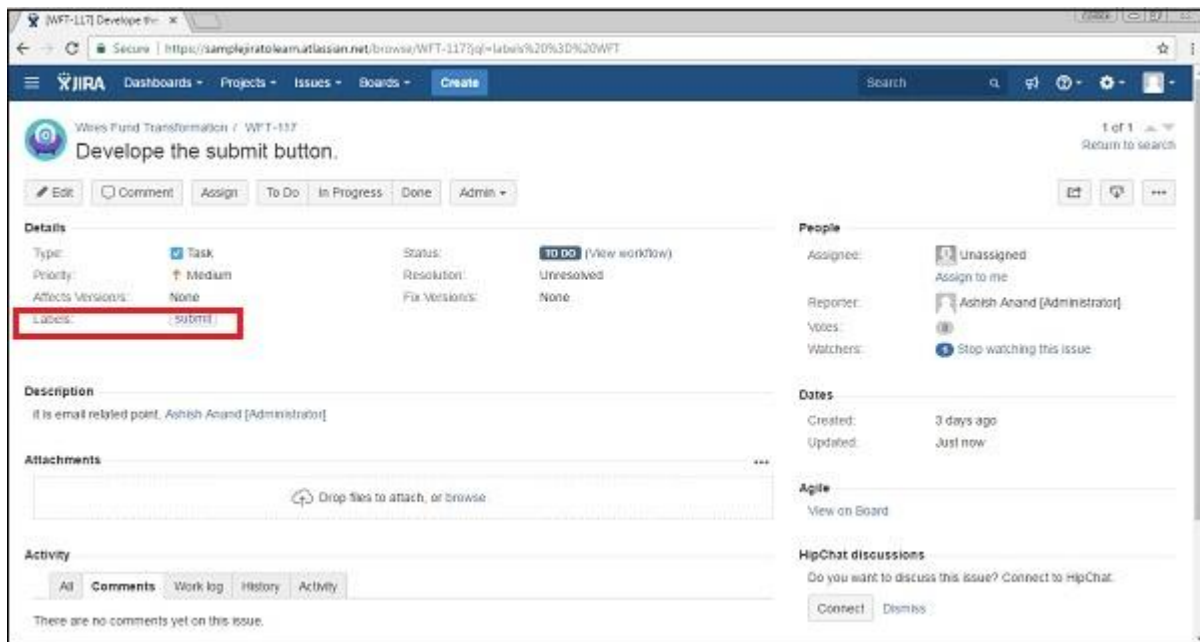 [WFT-117] Develope the
Secure | https://samplejiratolearn.atlassian.net/browse/WFT-117?jql=labels%20%3D%20WFT
JIRA Dashboards Projects Issues Boards Create Search
Wires Fund Transformation / WFT-117
1 of 1
Develope the submit button.
Return to search
Edit Comment Assign To Do In Progress Done Admin
Details
Type: Task Status: TO DO (View workflow)
Priority: Medium Resolution: Unresolved
Affects Version/s: None Fix Version/s: None
Labels: submit
Description
it is email related point, Ashish Anand [Administrator]
Attachments
Drop files to attach, or browse
Activity
All Comments Work log History Activity
There are no comments yet on this issue.
People
Assignee: Unassigned
Assign to me
Reporter: Ashish Anand [Administrator]
Votes: 0
Watchers: 1 Stop watching this issue
Dates
Created: 3 days ago
Updated: Just now
Agile
View on Board
HipChat discussions
Do you want to discuss this issue? Connect to HipChat.
Connect Dismiss